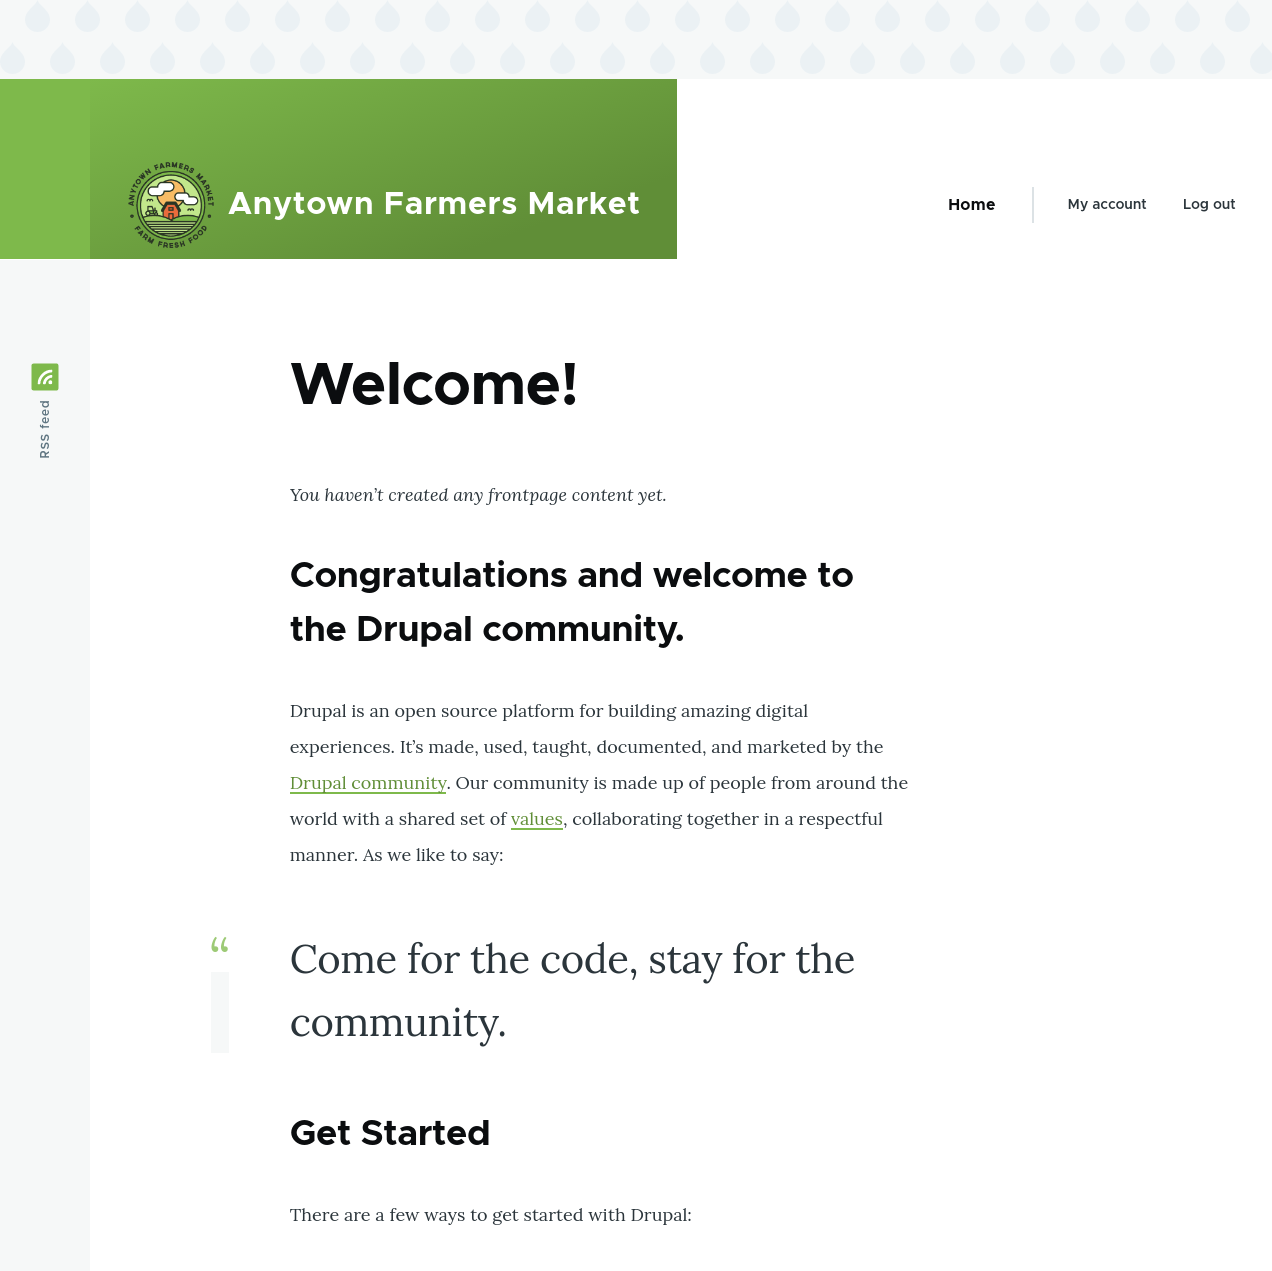 ANYTOWN FARMERS MARKET
FARM FRESH FOOD
Anytown Farmers Market
Home
My account
Log out
RSS feed
Welcome!
You haven’t created any frontpage content yet.
Congratulations and welcome to
the Drupal community.
Drupal is an open source platform for building amazing digital
experiences. It’s made, used, taught, documented, and marketed by the
Drupal community. Our community is made up of people from around the
world with a shared set of values, collaborating together in a respectful
manner. As we like to say:
“
Come for the code, stay for the
community.
Get Started
There are a few ways to get started with Drupal: